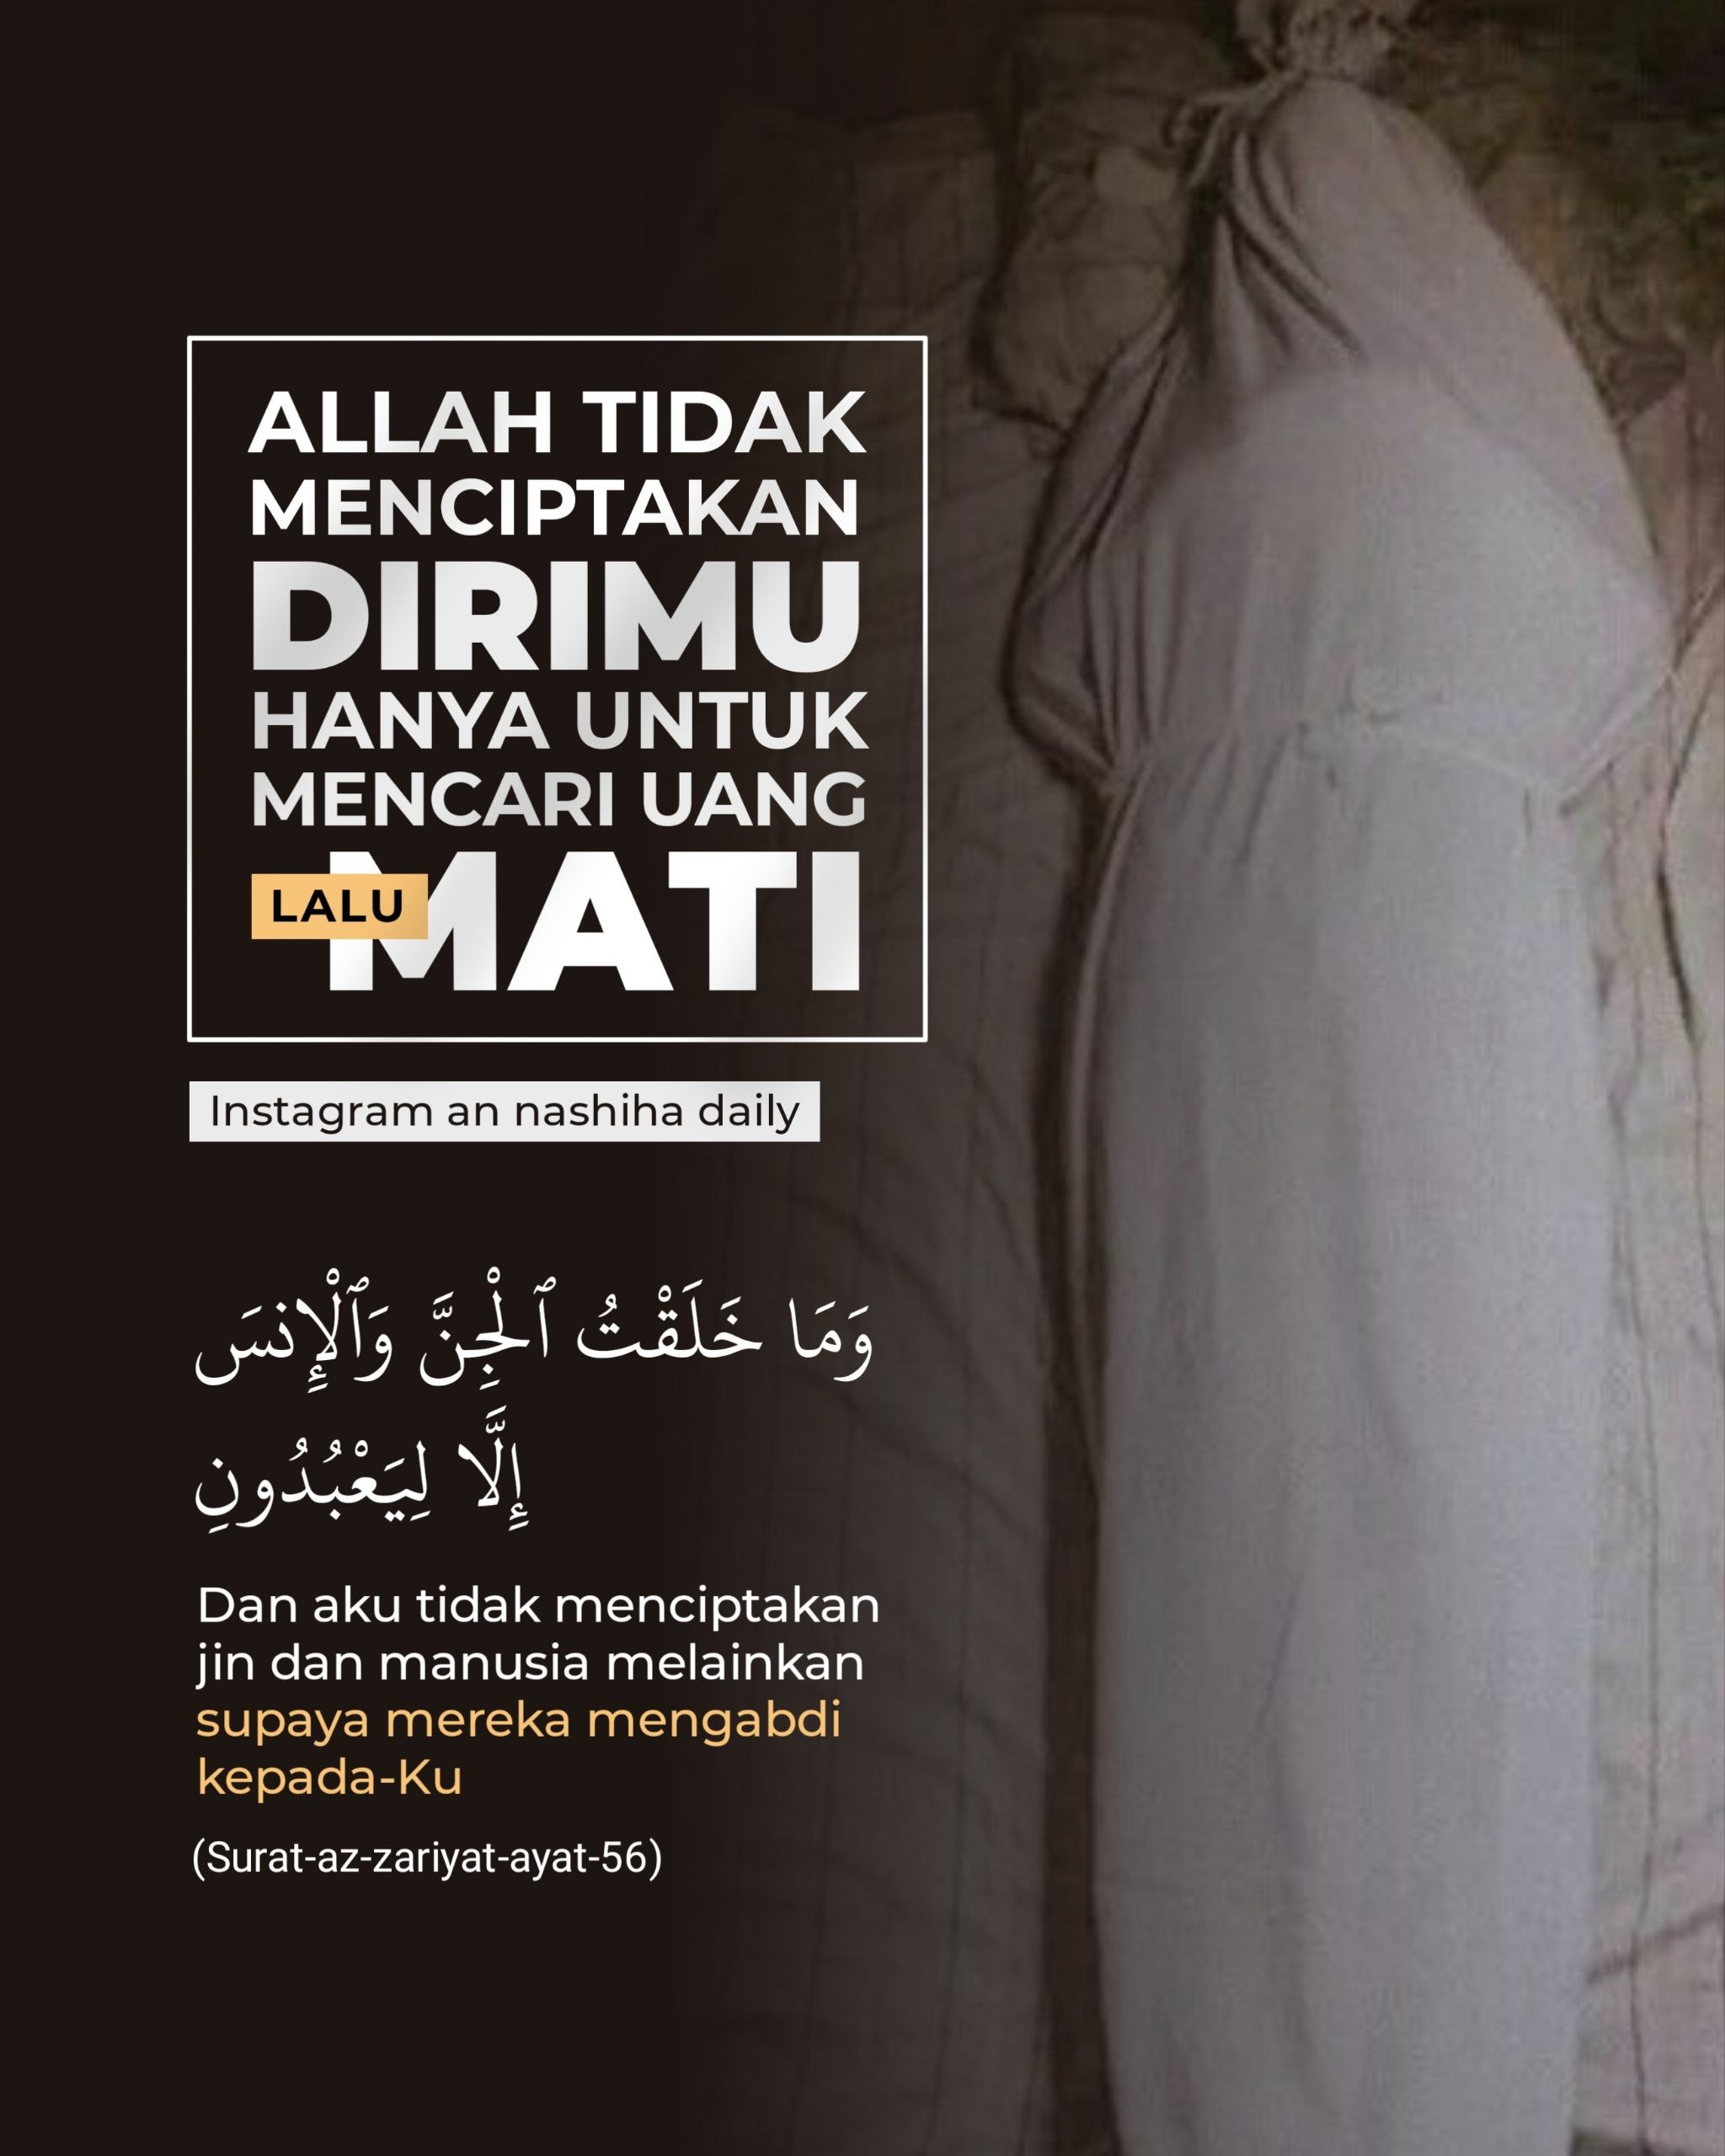 ALLAH TIDAK
MENCIPTAKAN
DIRIMU
HANYA UNTUK
MENCARI UANG
LALU MATI
Instagram an nashiha daily
وَمَا خَلَقْتُ ٱلْجِنَّ وَٱلْإِنسَ
إِلَّا لِيَعْبُدُونِ
Dan aku tidak menciptakan
jin dan manusia melainkan
supaya mereka mengabdi
kepada-Ku
(Surat-az-zariyat-ayat-56)